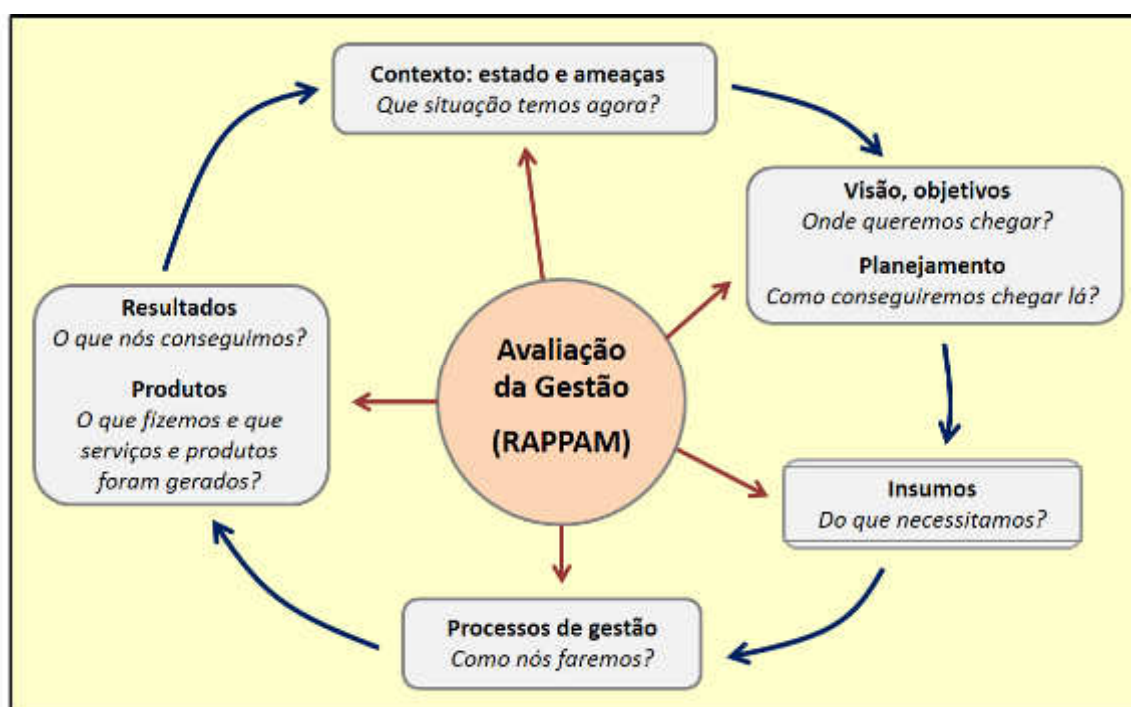 Contexto: estado e ameaças
Que situação temos agora?
Visão, objetivos
Onde queremos chegar?
Planejamento
Como conseguiremos chegar lá?
Insumos
Do que necessitamos?
Processos de gestão
Como nós faremos?
Resultados
O que nós conseguimos?
Produtos
O que fizemos e que
serviços e produtos
foram gerados?
Avaliação
da Gestão
(RAPPAM)